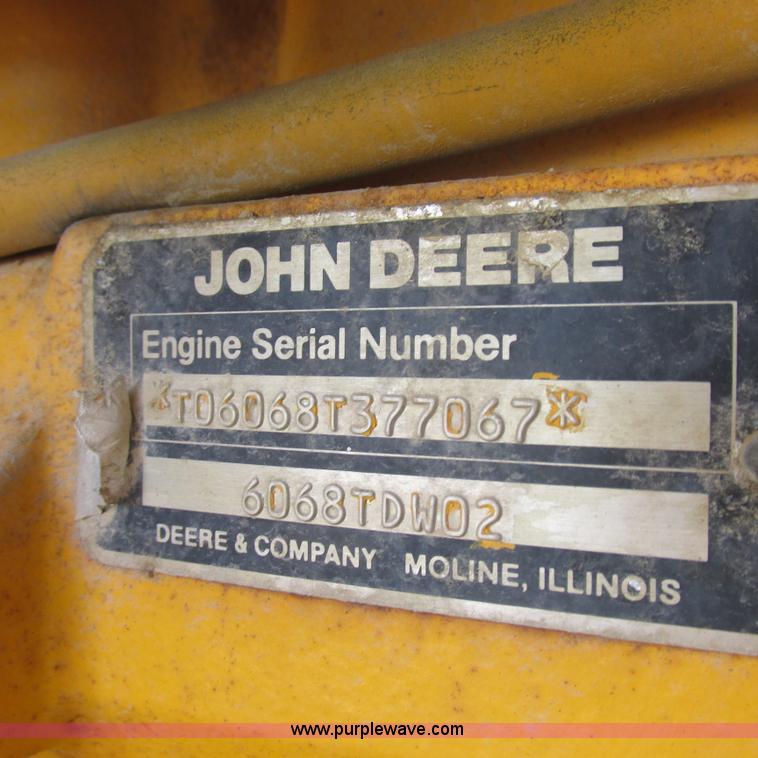 JOHN DEERE
Engine Serial Number
*T06068T377067*
6068TDW02
DEERE & COMPANY MOLINE, ILLINOIS
www.purplewave.com